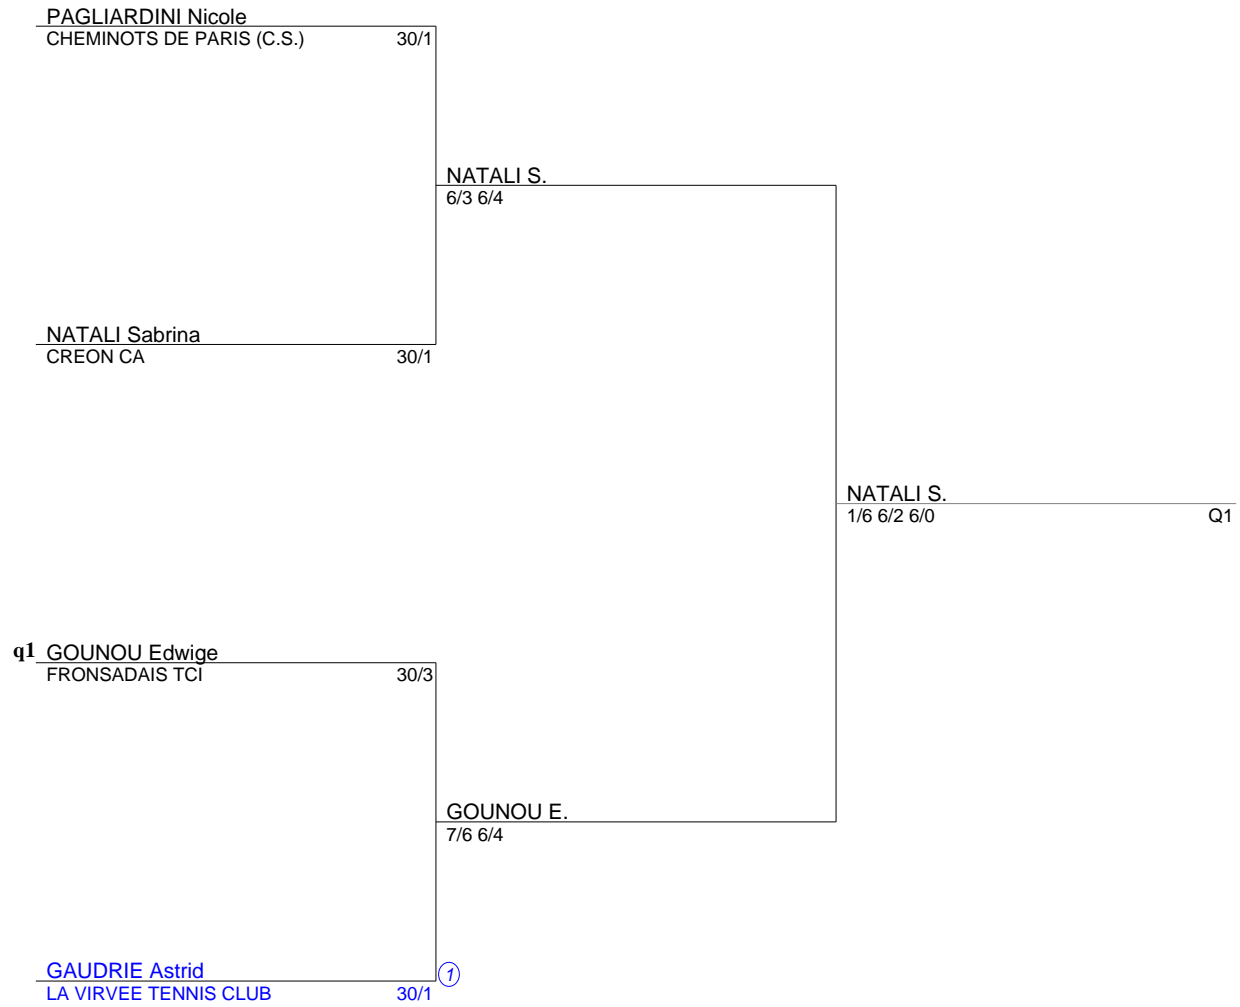 PAGLIARDINI Nicole
CHEMINOTS DE PARIS (C.S.) 30/1
NATALI S.
6/3 6/4
NATALI Sabrina
CREON CA 30/1
NATALI S.
1/6 6/2 6/0 Q1
q1 GOUNOU Edwige
FRONSADAIS TCI 30/3
GOUNOU E.
7/6 6/4
GAUDRIE Astrid 1
LA VIRVEE TENNIS CLUB 30/1